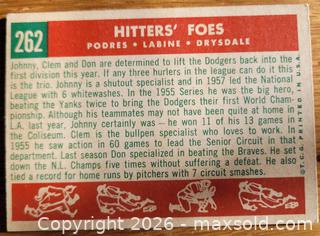 262
HITTERS' FOES
PODRES • LABINE • DRYSDALE
Johnny, Clem and Don are determined to lift the Dodgers back into the
first division this year. If any three hurlers in the league can do it this
is the trio. Johnny is a shutout specialist and in 1957 led the National
League with 6 whitewashes. In the 1955 Series he was the big hero,
beating the Yanks twice to bring the Dodgers their first World Cham-
pionship. Although his teammates have not been too potent at home in
L.A. last year, Johnny certainly was — he won 11 of his 13 games in
the Coliseum. Clem is the bullpen specialist who loves to work. In
1955 he saw action in 60 games to lead the Senior Circuit in that
department. Last season Don specialized in beating the Braves. He set
down the N.L. Champs five times without suffering a defeat. He also
tied a record for home runs by pitchers with 7 circuit smashes.
© T.C.G. PRINTED IN U.S.A.
Copyright 2026 - maxsold.com